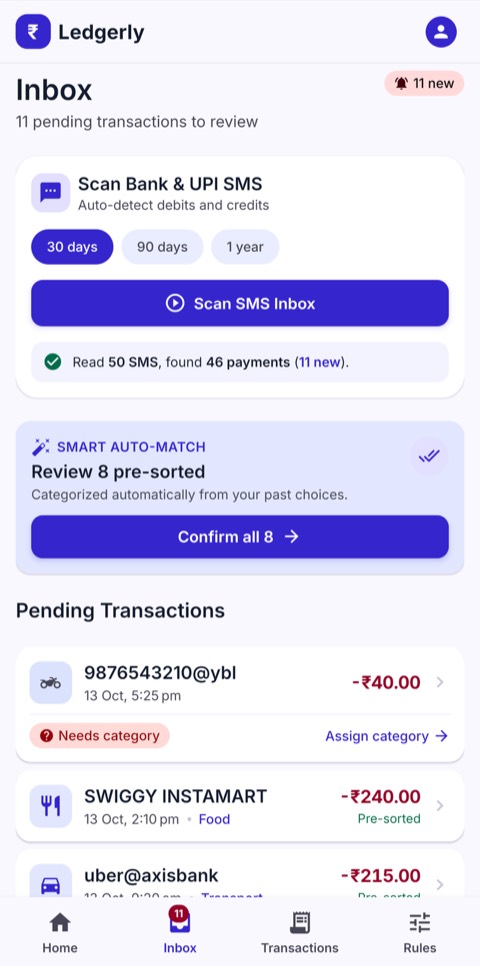 ₹ Ledgerly
Inbox
11 new
11 pending transactions to review
Scan Bank & UPI SMS
Auto-detect debits and credits
30 days 90 days 1 year
Scan SMS Inbox
Read 50 SMS, found 46 payments (11 new).
SMART AUTO-MATCH
Review 8 pre-sorted
Categorized automatically from your past choices.
Confirm all 8 →
Pending Transactions
9876543210@ybl
-₹40.00
13 Oct, 5:25 pm
Needs category
Assign category →
SWIGGY INSTAMART
-₹240.00
13 Oct, 2:10 pm • Food
Pre-sorted
uber@axisbank
-₹215.00
11
Home Inbox Transactions Rules